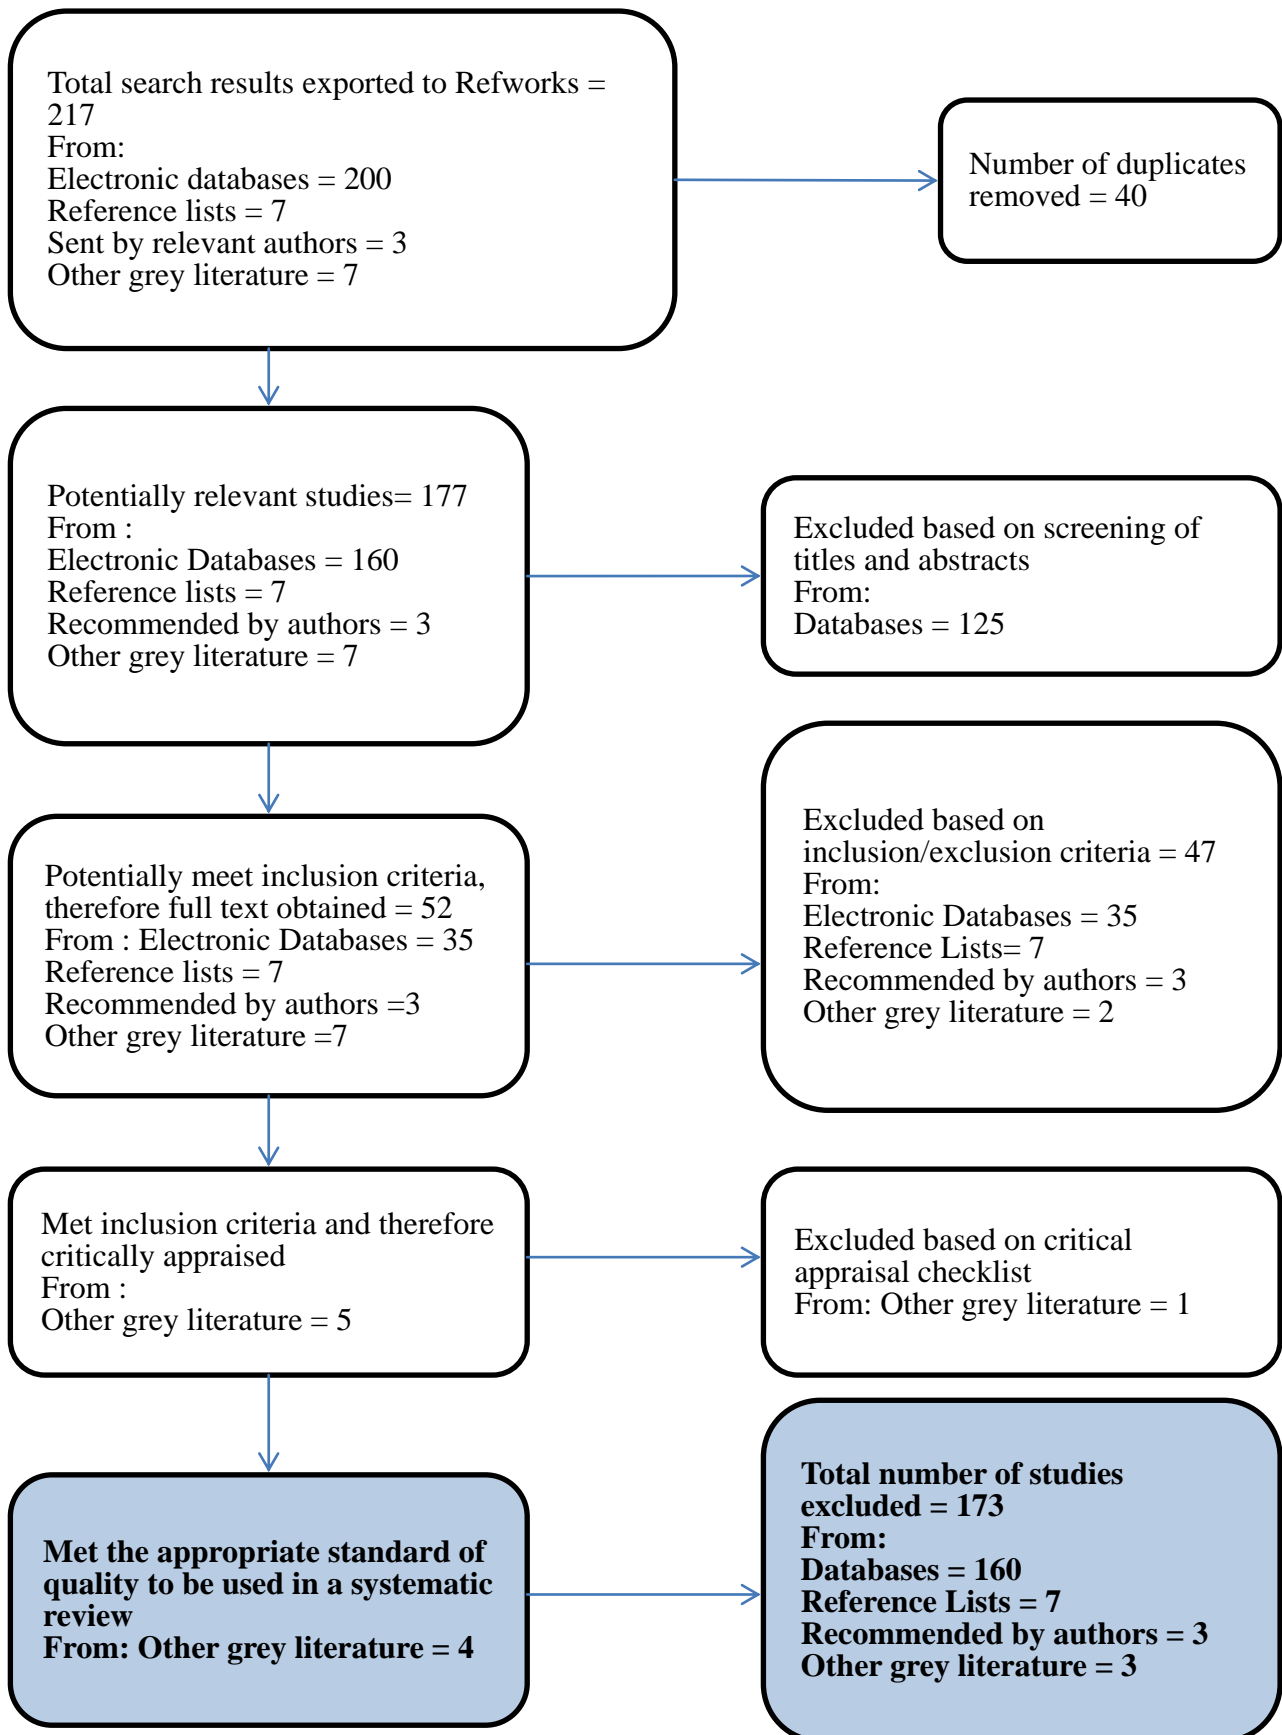 Total search results exported to Refworks =
217
From:
Electronic databases = 200
Reference lists = 7
Sent by relevant authors = 3
Other grey literature = 7
Number of duplicates
removed = 40
Potentially relevant studies= 177
From :
Electronic Databases = 160
Reference lists = 7
Recommended by authors = 3
Other grey literature = 7
Excluded based on screening of
titles and abstracts
From:
Databases = 125
Potentially meet inclusion criteria,
therefore full text obtained = 52
From : Electronic Databases = 35
Reference lists = 7
Recommended by authors =3
Other grey literature =7
Excluded based on
inclusion/exclusion criteria = 47
From:
Electronic Databases = 35
Reference Lists= 7
Recommended by authors = 3
Other grey literature = 2
Met inclusion criteria and therefore
critically appraised
From :
Other grey literature = 5
Excluded based on critical
appraisal checklist
From: Other grey literature = 1
Met the appropriate standard of
quality to be used in a systematic
review
From: Other grey literature = 4
Total number of studies
excluded = 173
From:
Databases = 160
Reference Lists = 7
Recommended by authors = 3
Other grey literature = 3